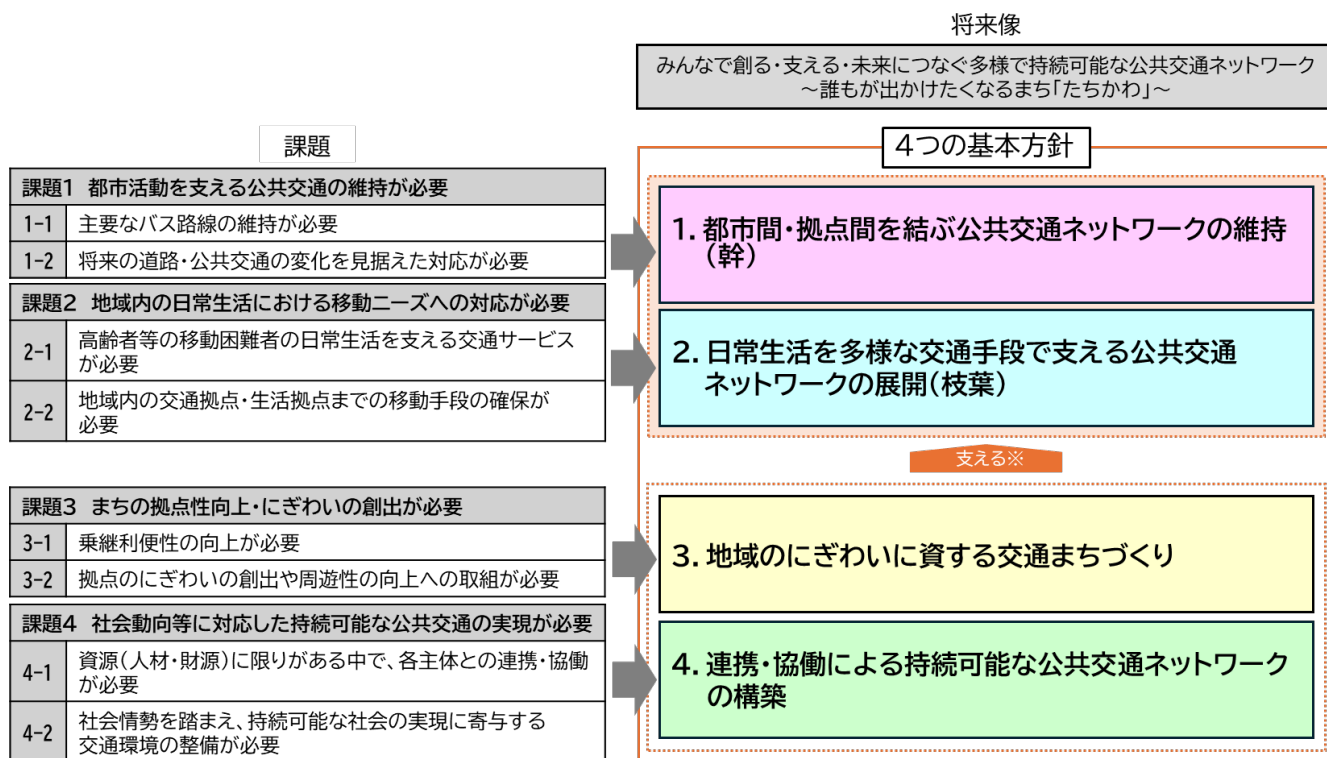 将来像
みんなで創る・支える・未来につなぐ多様で持続可能な公共交通ネットワーク
～誰もが出かけたくなるまち「たちかわ」～
課題
4つの基本方針
課題1 都市活動を支える公共交通の維持が必要
1-1 主要なバス路線の維持が必要
1-2 将来の道路・公共交通の変化を見据えた対応が必要
課題2 地域内の日常生活における移動ニーズへの対応が必要
2-1 高齢者等の移動困難者の日常生活を支える交通サービス
が必要
2-2 地域内の交通拠点・生活拠点までの移動手段の確保が
必要
1. 都市間・拠点間を結ぶ公共交通ネットワークの維持
（幹）
2. 日常生活を多様な交通手段で支える公共交通
ネットワークの展開（枝葉）
支える※
課題3 まちの拠点性向上・にぎわいの創出が必要
3-1 乗継利便性の向上が必要
3-2 拠点のにぎわいの創出や周遊性の向上への取組が必要
課題4 社会動向等に対応した持続可能な公共交通の実現が必要
4-1 資源（人材・財源）に限りがある中で、各主体との連携・協働
が必要
4-2 社会情勢を踏まえ、持続可能な社会の実現に寄与する
交通環境の整備が必要
3. 地域のにぎわいに資する交通まちづくり
4. 連携・協働による持続可能な公共交通ネットワーク
の構築